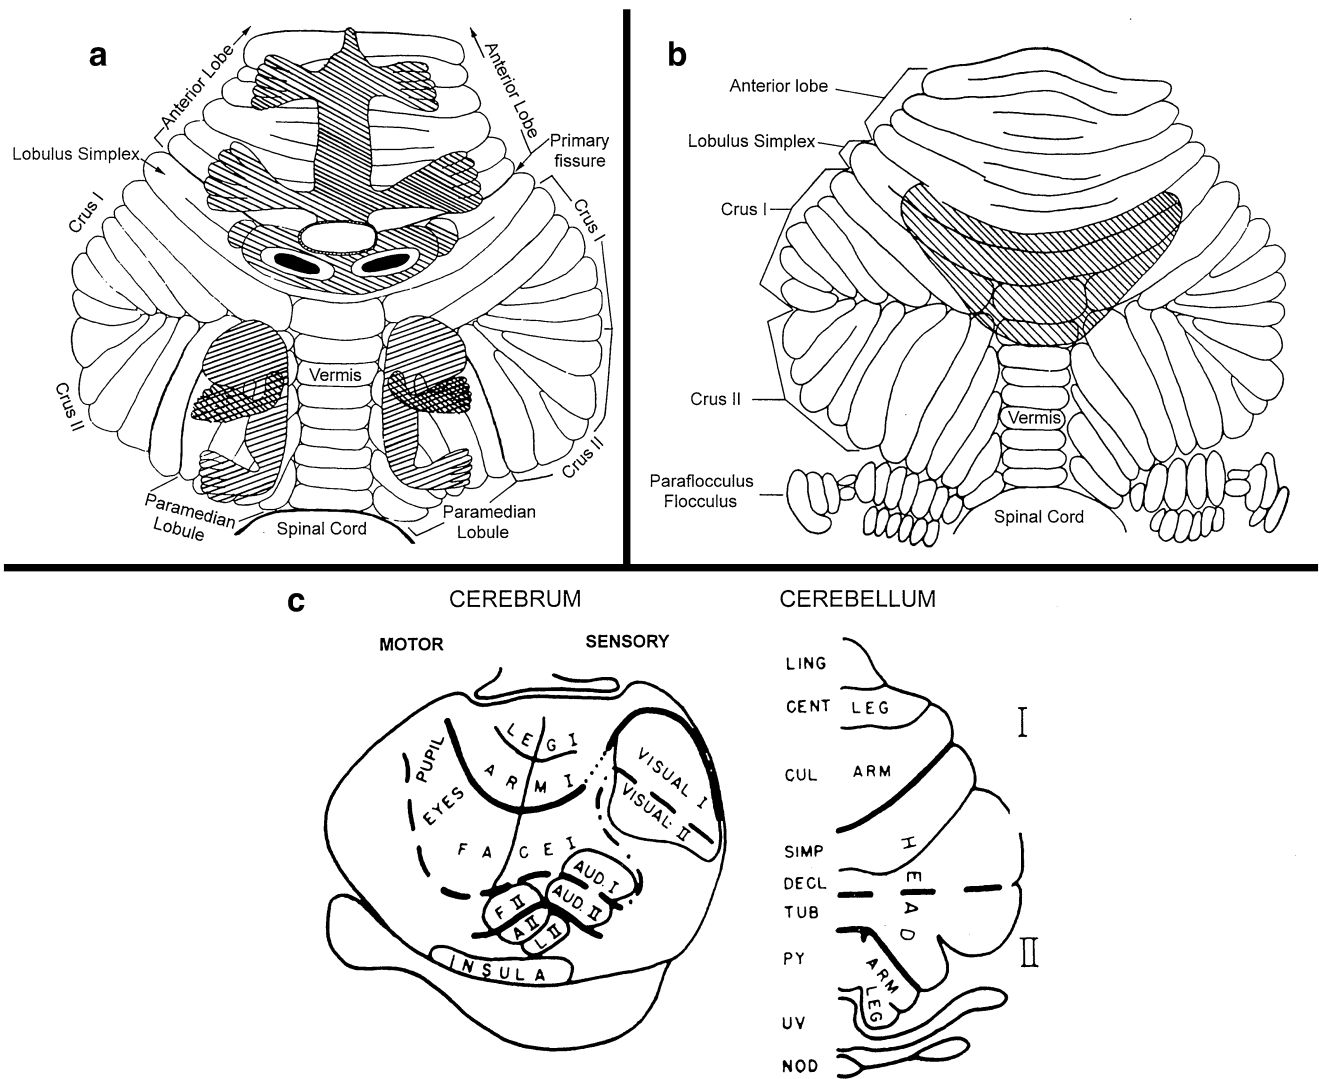 a
Anterior Lobe
Anterior Lobe
Lobulus Simplex
Primary
fissure
Crus I
Crus I
Vermis
Crus II
Crus II
Paramedian
Lobule
Spinal Cord
Paramedian
Lobule
b
Anterior lobe
Lobulus Simplex
Crus I
Crus II
Vermis
Paraflocculus
Flocculus
Spinal Cord
c
CEREBRUM
MOTOR
SENSORY
LEG I
ARM I
PUPIL
EYES
FACE I
VISUAL I
VISUAL II
AUD. I
AUD. II
F II
A II
L II
INSULA
CEREBELLUM
LING
CENT
LEG
I
CUL
ARM
SIMP
HEAD
DECL
TUB
PY
II
ARM
LEG
UV
NOD